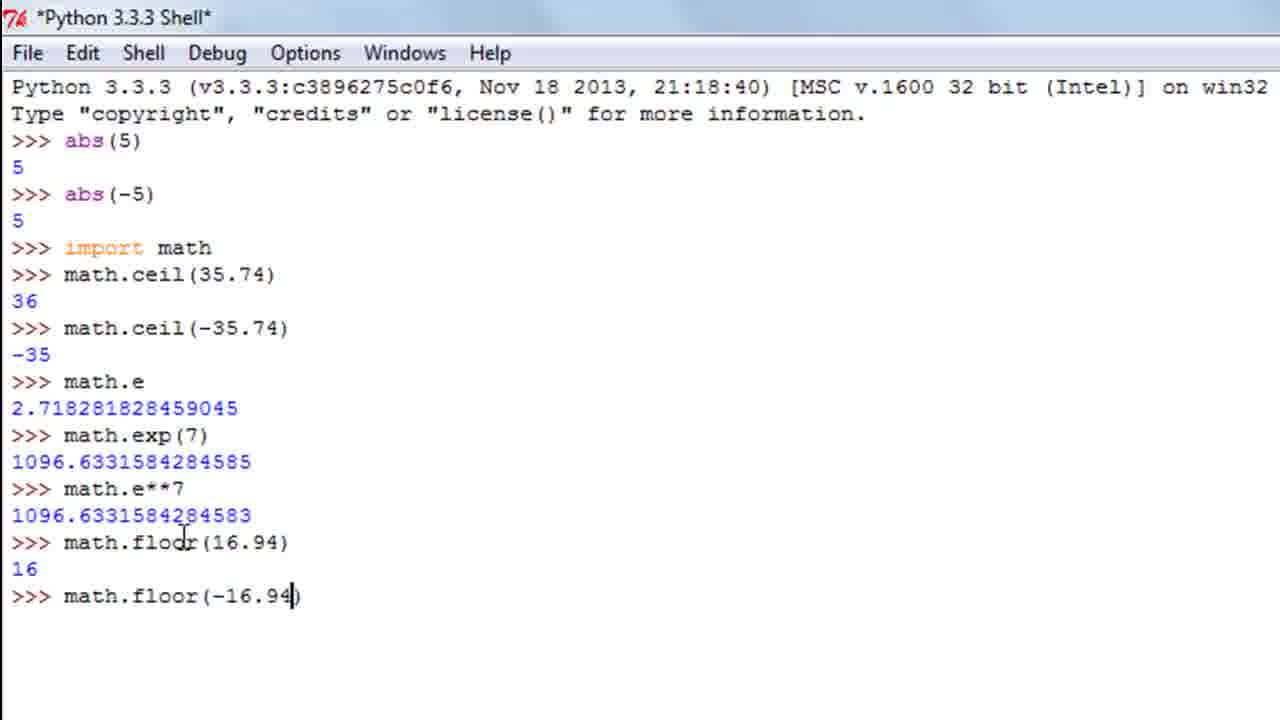 *Python 3.3.3 Shell*
File Edit Shell Debug Options Windows Help
Python 3.3.3 (v3.3.3:c3896275c0f6, Nov 18 2013, 21:18:40) [MSC v.1600 32 bit (Intel)] on win32
Type "copyright", "credits" or "license()" for more information.
>>> abs(5)
5
>>> abs(-5)
5
>>> import math
>>> math.ceil(35.74)
36
>>> math.ceil(-35.74)
-35
>>> math.e
2.718281828459045
>>> math.exp(7)
1096.6331584284585
>>> math.e**7
1096.6331584284583
>>> math.floor(16.94)
16
>>> math.floor(-16.94)